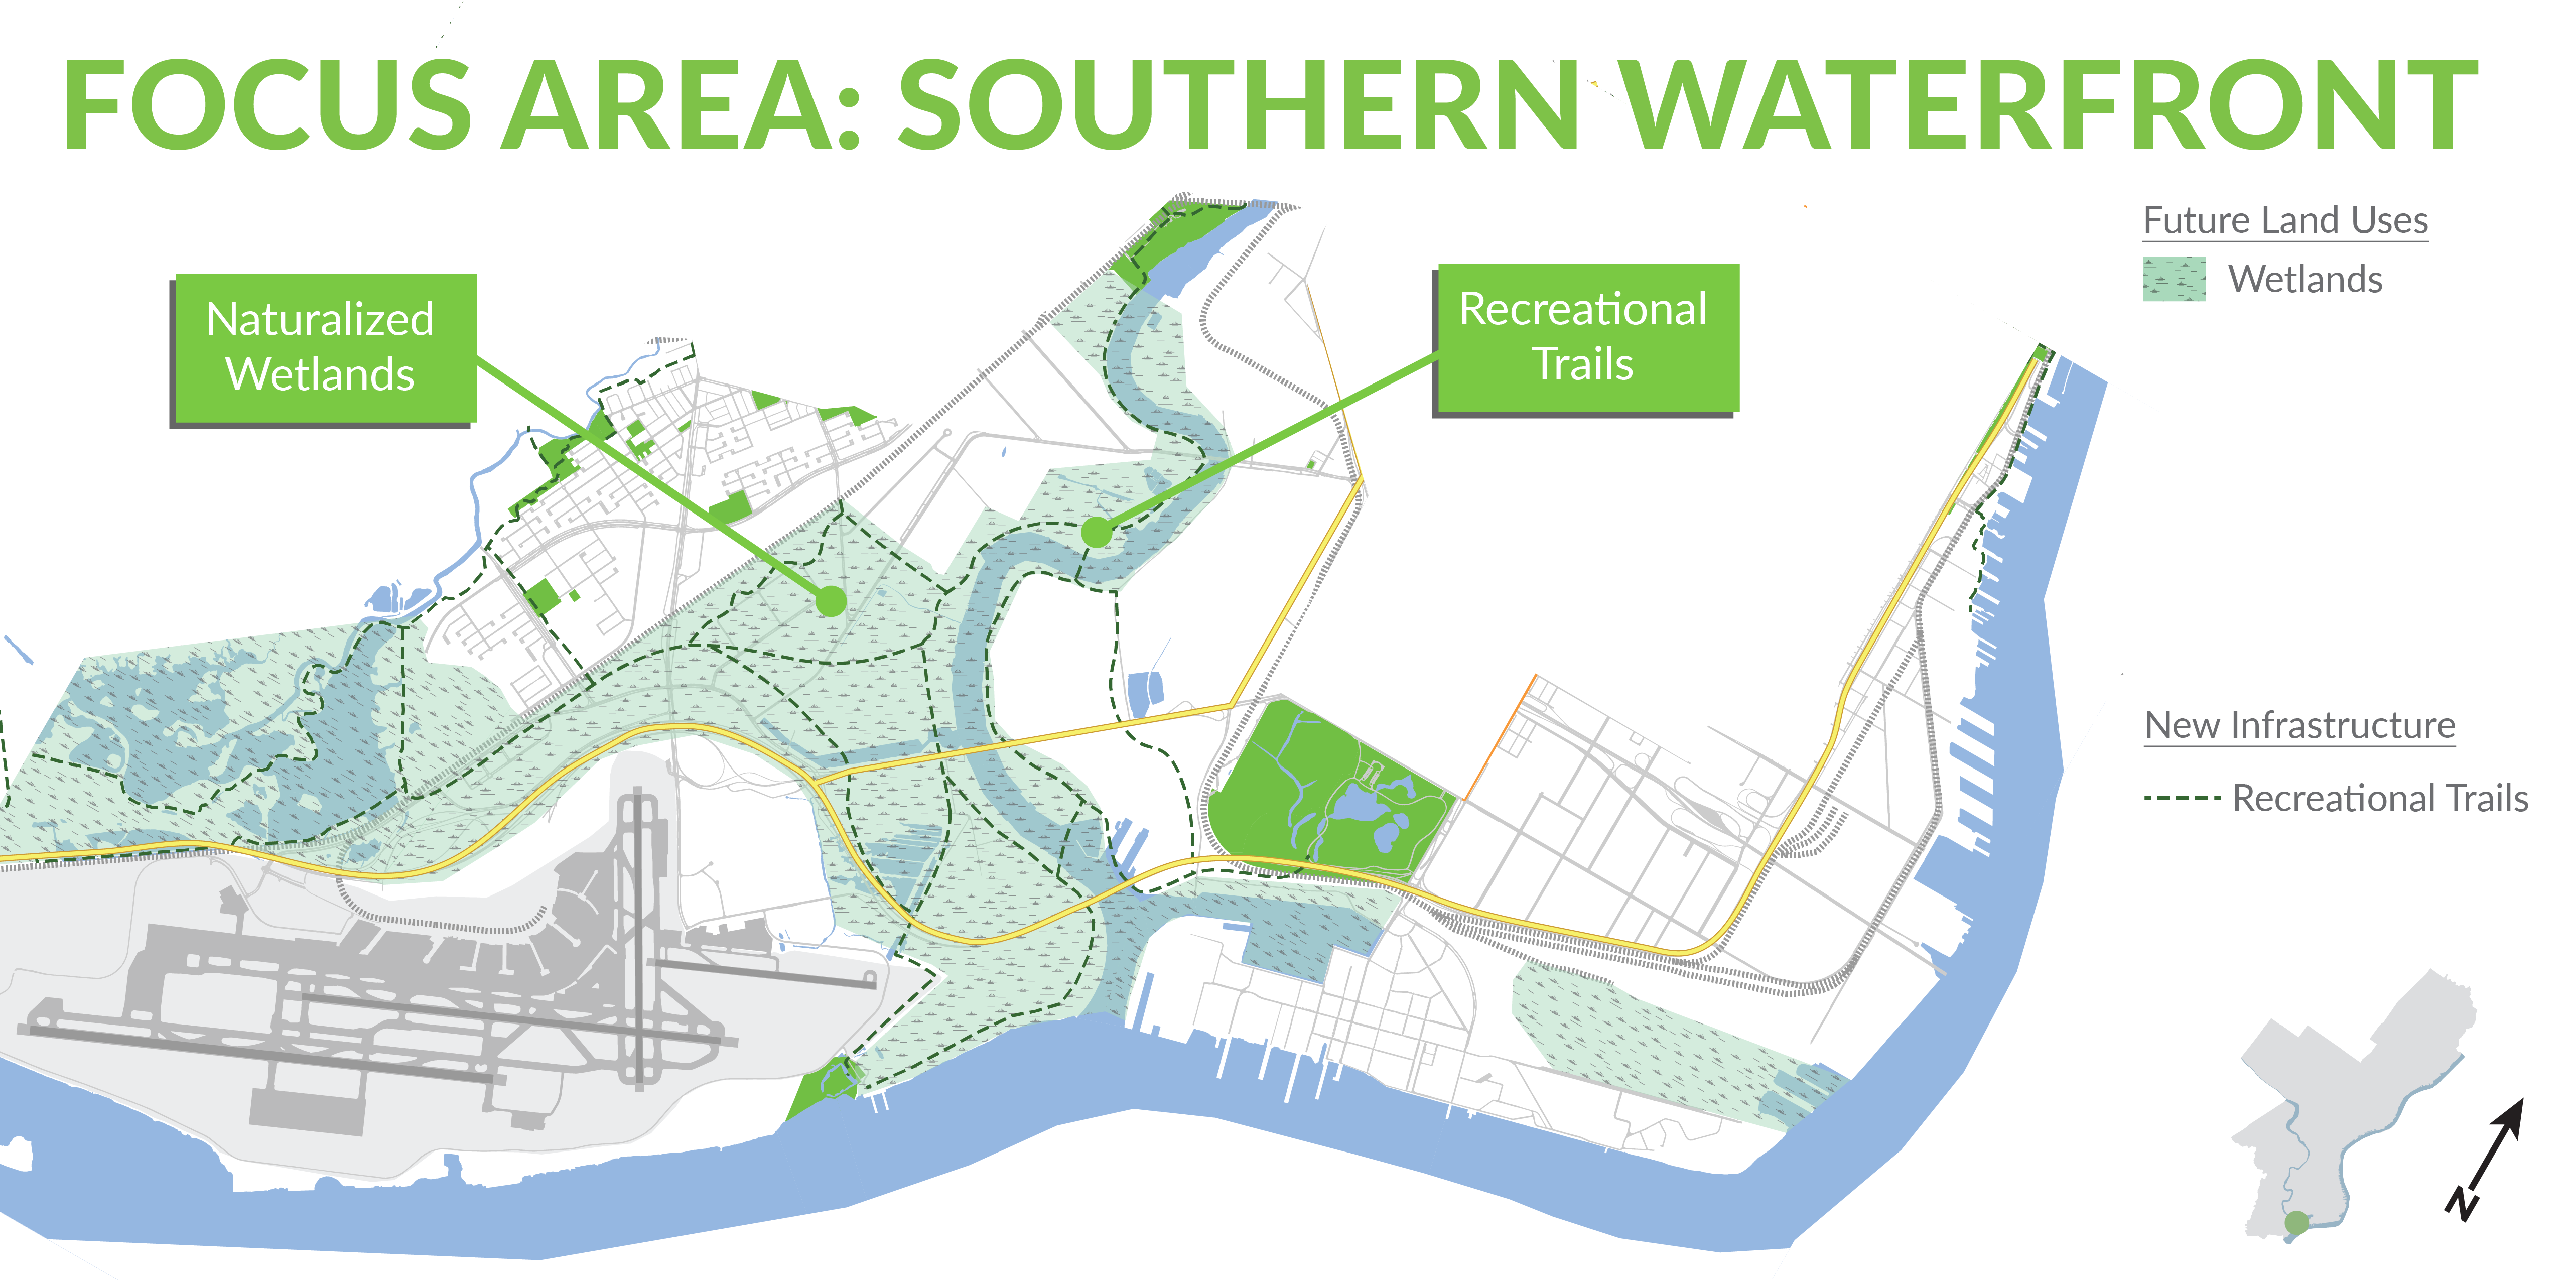 FOCUS AREA: SOUTHERN WATERFRONT
Naturalized
Wetlands
Recreational
Trails
Future Land Uses
Wetlands
New Infrastructure
Recreational Trails
N